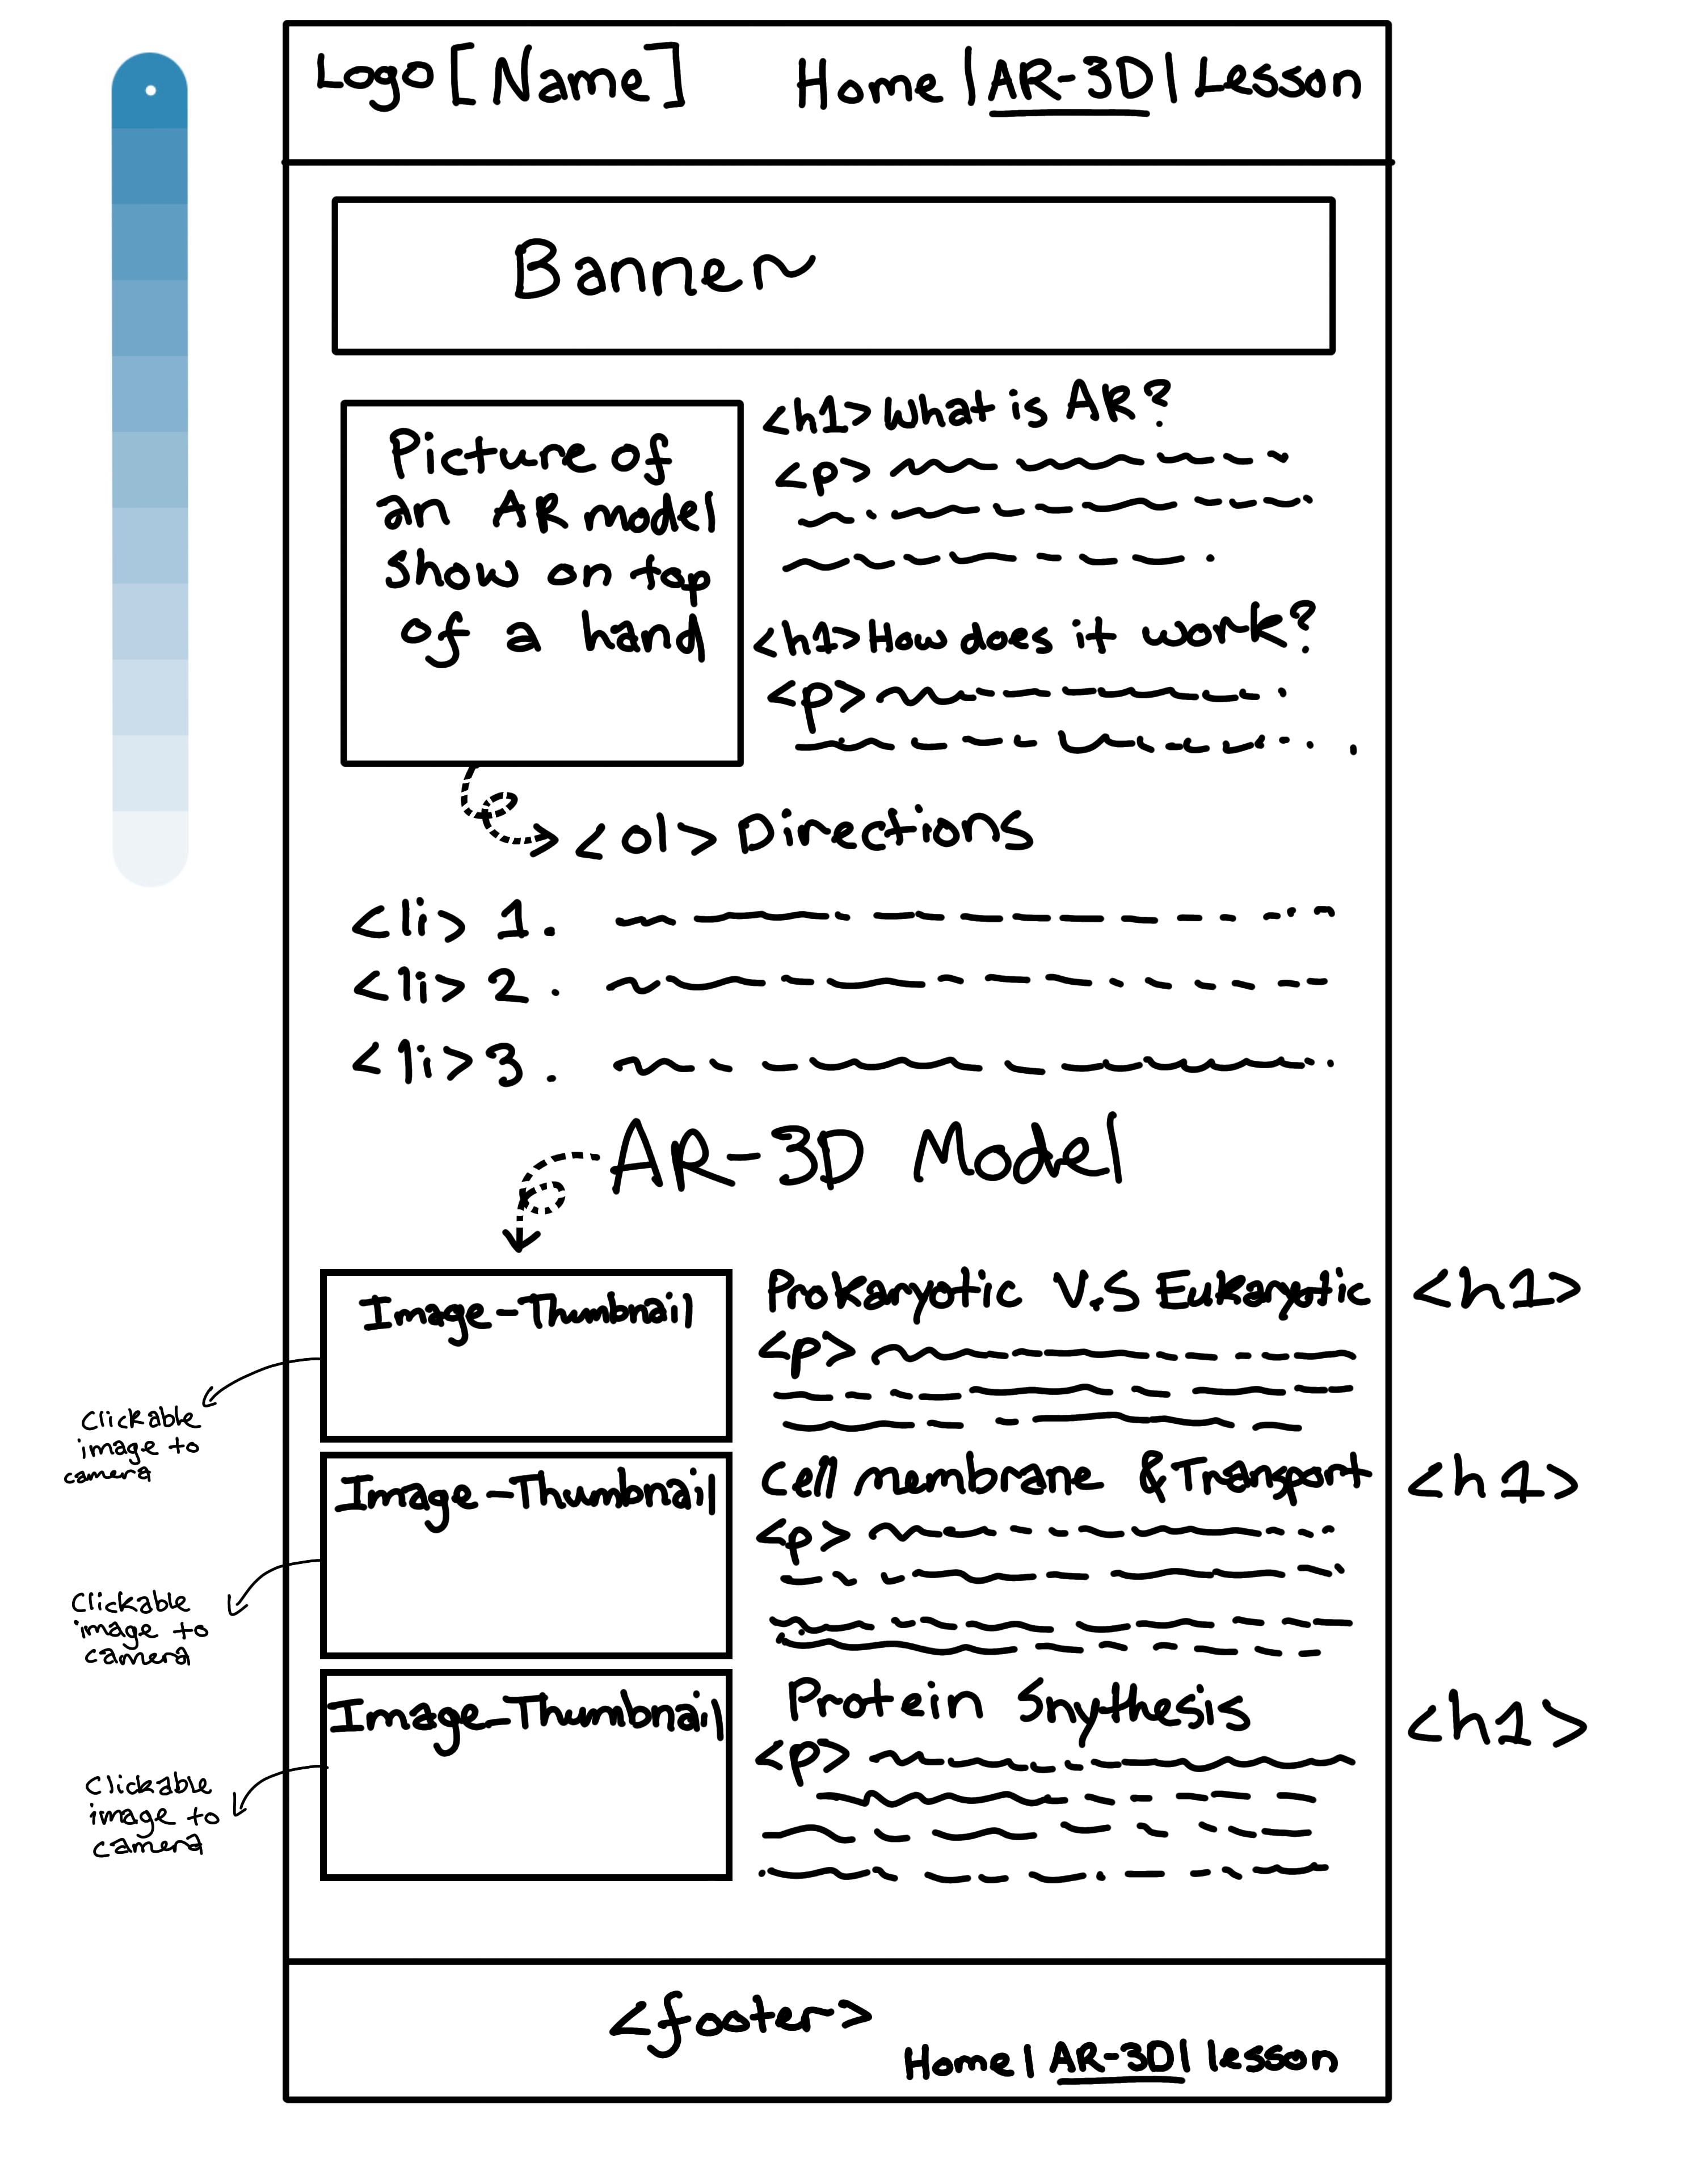 Logo [Name] Home | AR-3D | Lesson
Banner
Picture of
an AR model
show on top
of a hand
<h1> What is AR?
<p>
<h1> How does it work?
<p>
<ol> Directions
<li> 1.
<li> 2.
<li> 3.
AR-3D Model
Image-Thumbnail
Prokaryotic V.S Eukaryotic <h1>
<p>
Clickable
image to
camera
Image-Thumbnail
Cell membrane & Transport <h1>
<p>
Clickable
image to
camera
Image-Thumbnail
Protein Snythesis <h1>
<p>
Clickable
image to
camera
<footer>
Home | AR-3D | lesson